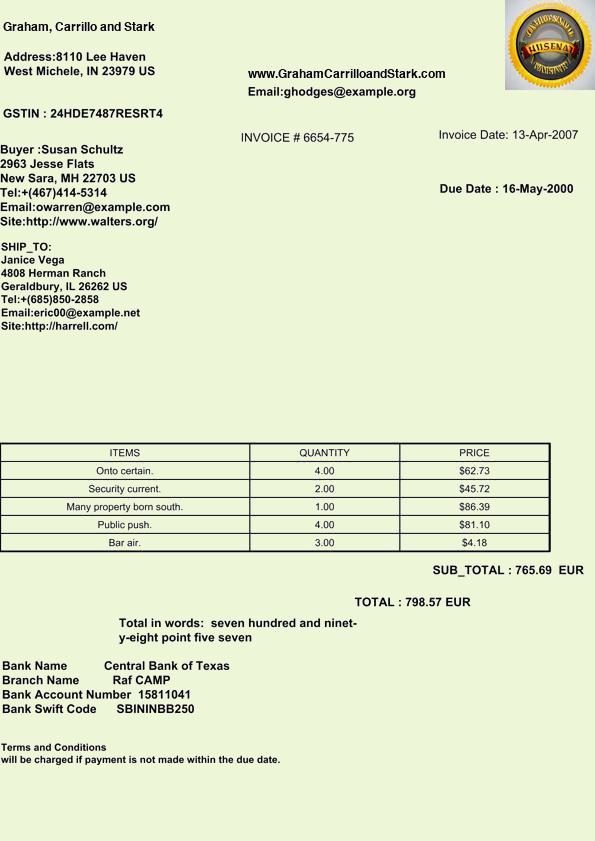 Graham, Carrillo and Stark
Address:8110 Lee Haven
West Michele, IN 23979 US
www.GrahamCarrilloandStark.com
Email:ghodges@example.org
GSTIN : 24HDE7487RESRT4
INVOICE # 6654-775
Invoice Date: 13-Apr-2007
Buyer :Susan Schultz
2963 Jesse Flats
New Sara, MH 22703 US
Tel:+(467)414-5314
Email:owarren@example.com
Site:http://www.walters.org/
Due Date : 16-May-2000
SHIP_TO:
Janice Vega
4808 Herman Ranch
Geraldbury, IL 26262 US
Tel:+(685)850-2858
Email:eric00@example.net
Site:http://harrell.com/
ITEMS QUANTITY PRICE
Onto certain. 4.00 $62.73
Security current. 2.00 $45.72
Many property born south. 1.00 $86.39
Public push. 4.00 $81.10
Bar air. 3.00 $4.18
SUB_TOTAL : 765.69 EUR
TOTAL : 798.57 EUR
Total in words: seven hundred and ninet-
y-eight point five seven
Bank Name Central Bank of Texas
Branch Name Raf CAMP
Bank Account Number 15811041
Bank Swift Code SBININBB250
Terms and Conditions
will be charged if payment is not made within the due date.